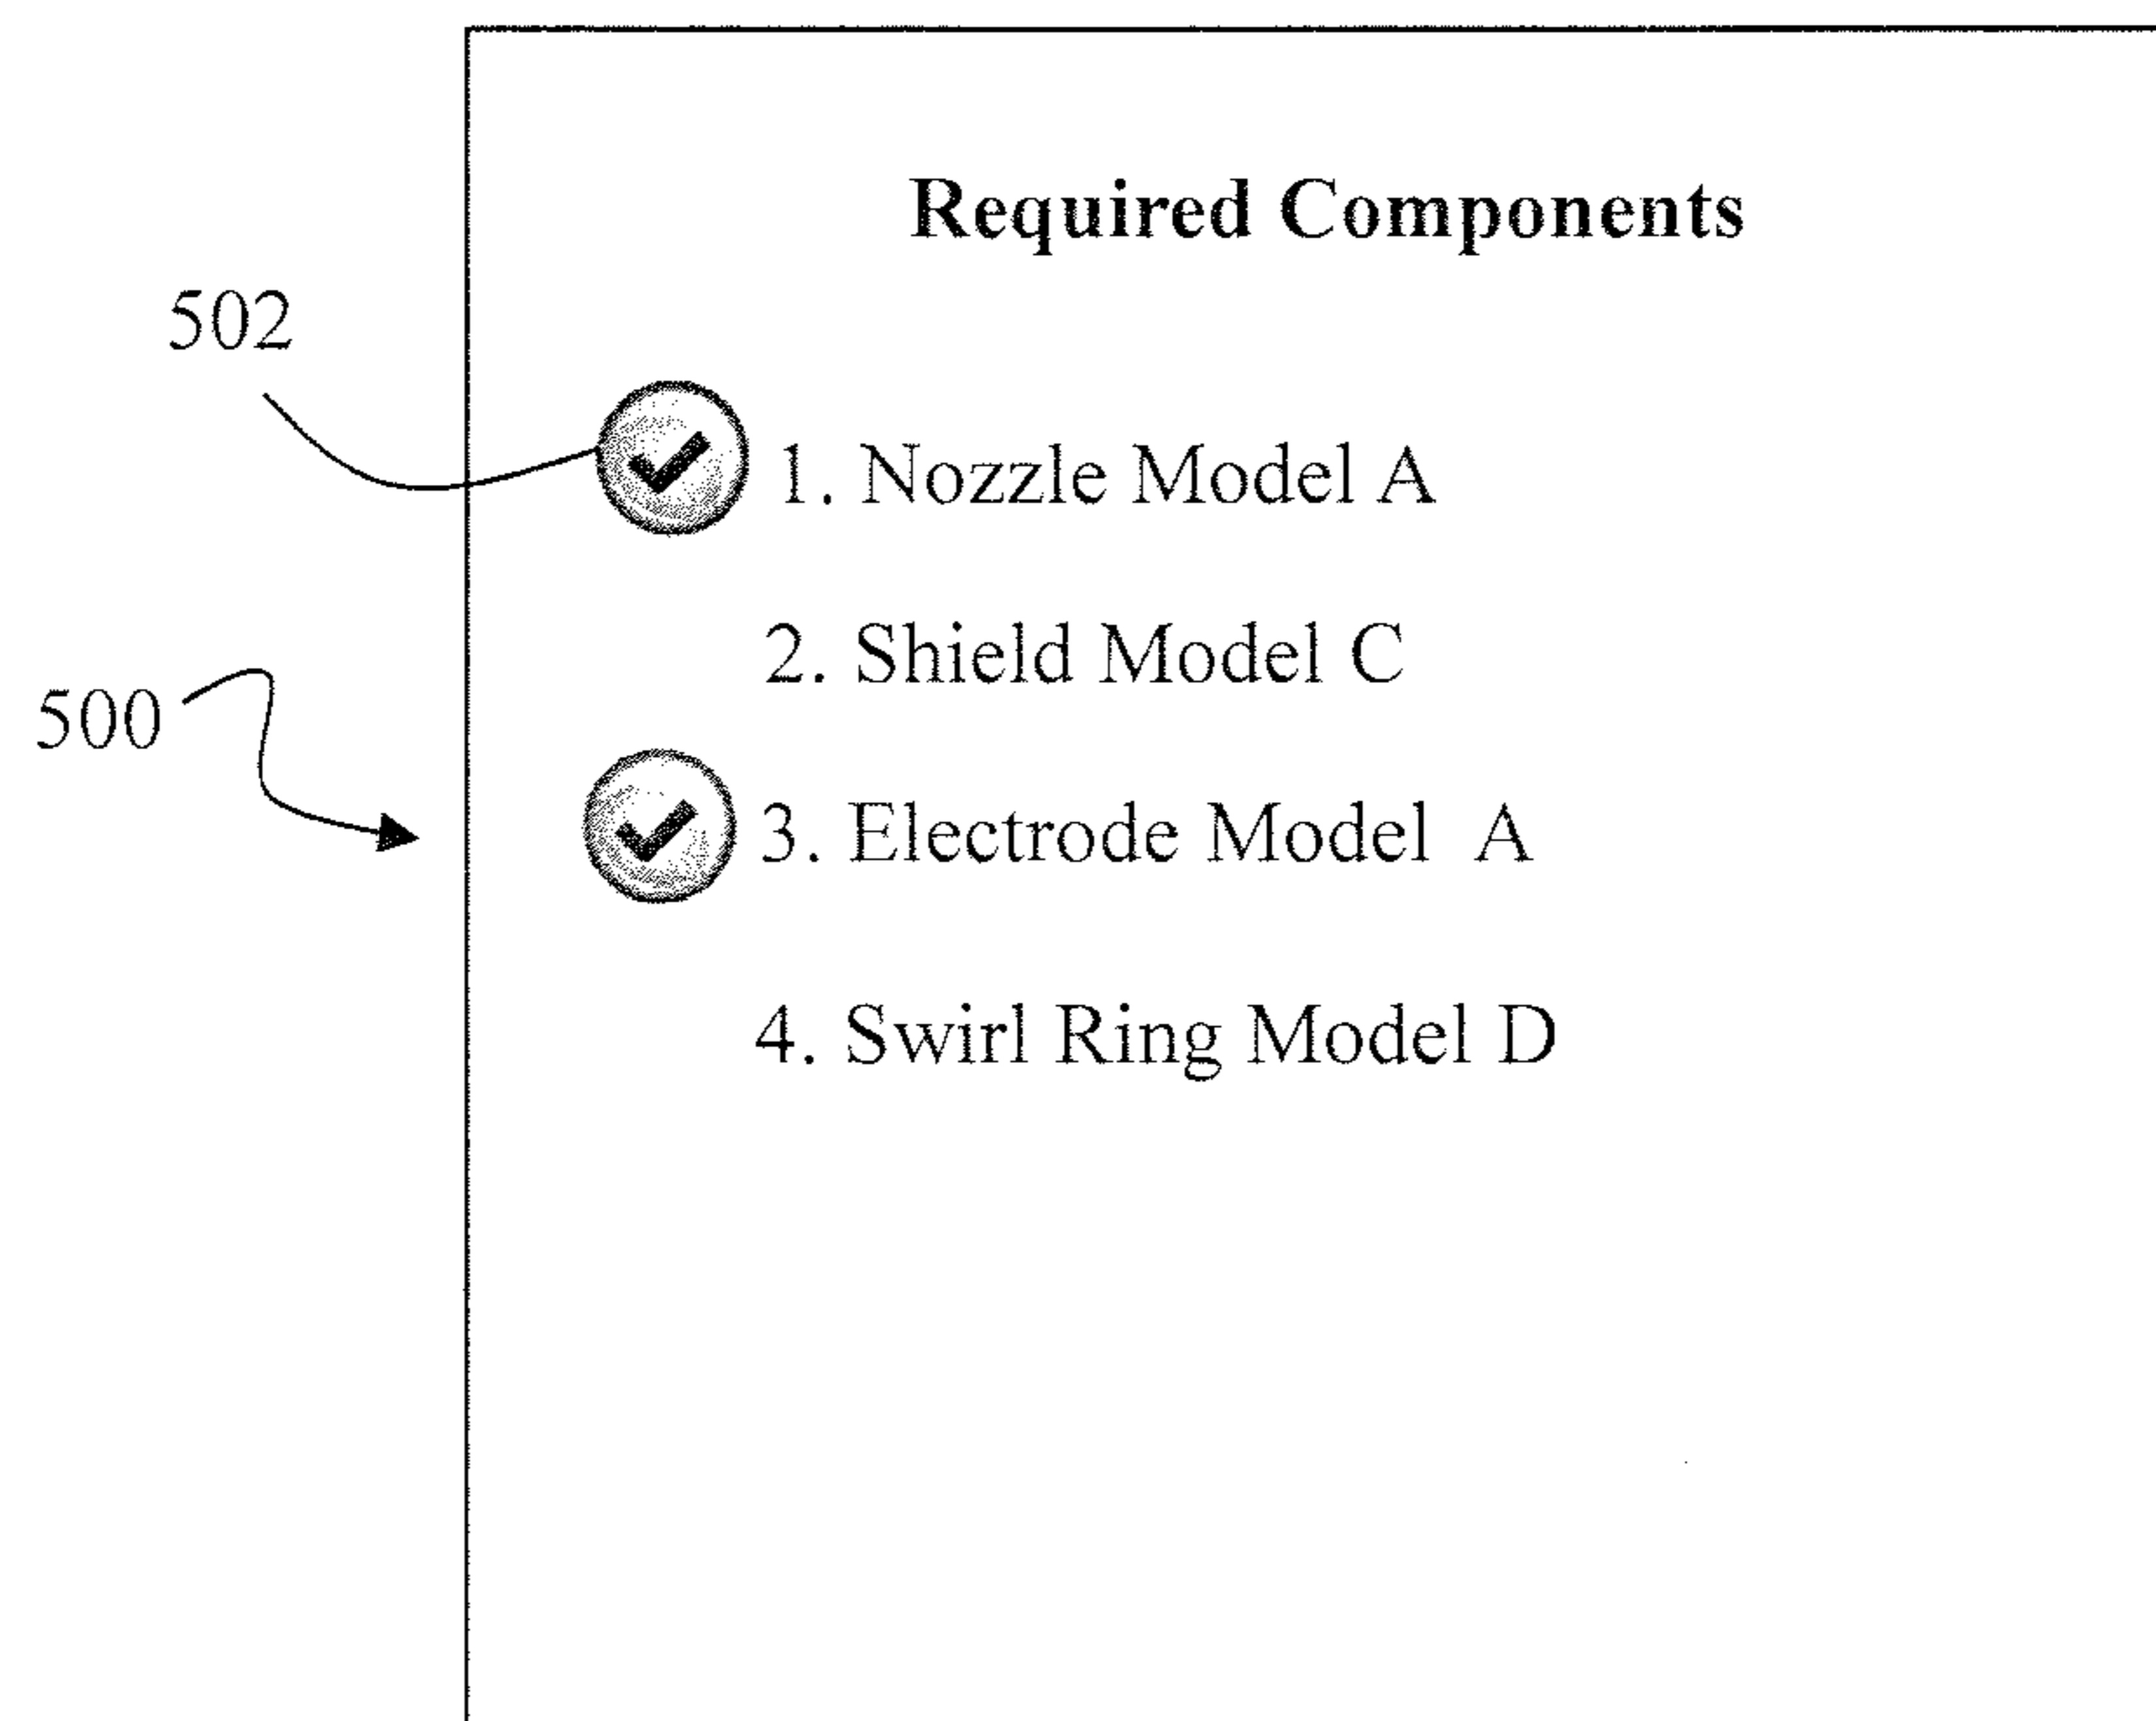 Required Components
502
1. Nozzle Model A
2. Shield Model C
500
3. Electrode Model A
4. Swirl Ring Model D